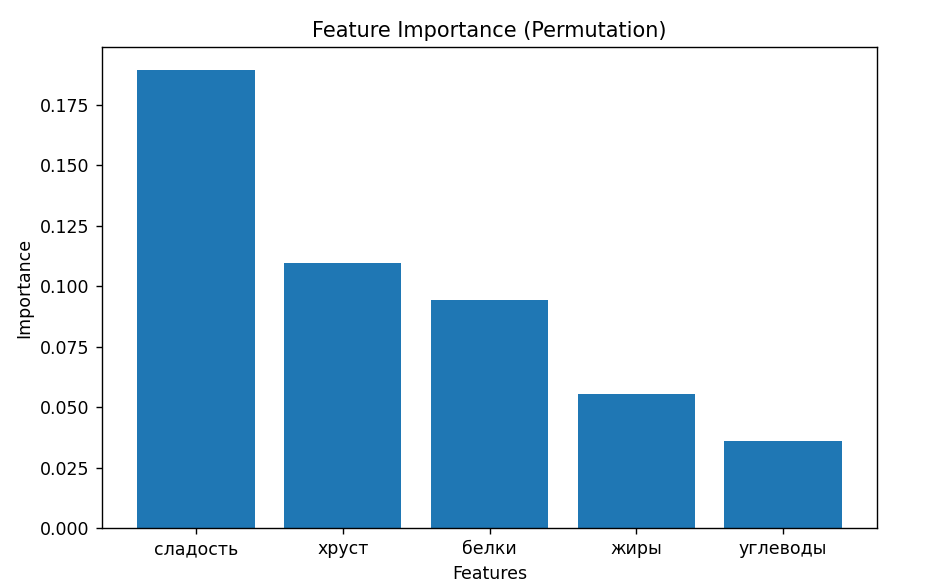 Feature Importance (Permutation)
Importance
0.175
0.150
0.125
0.100
0.075
0.050
0.025
0.000
сладость хруст белки жиры углеводы
Features